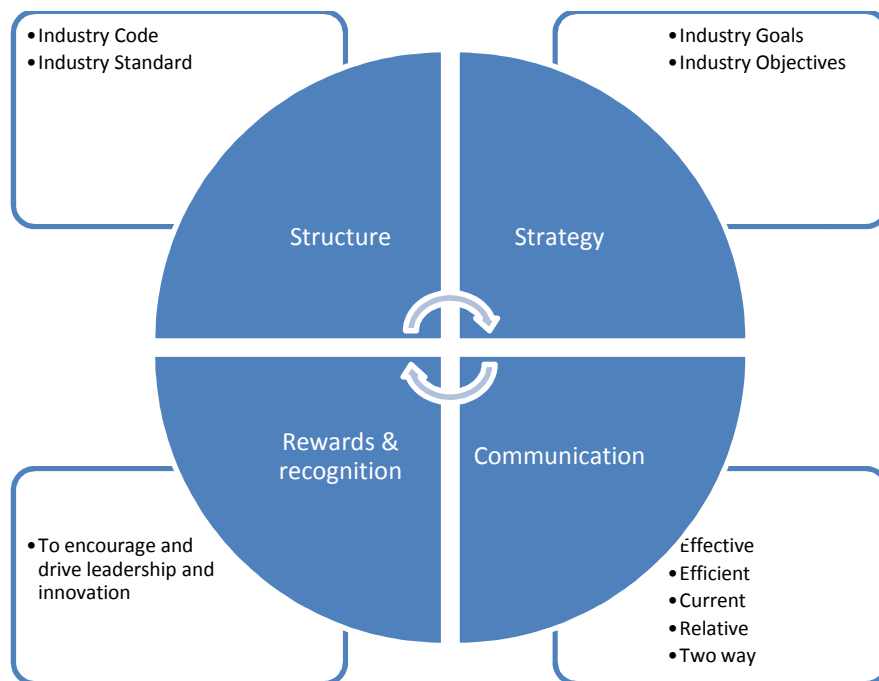 •Industry Code
•Industry Standard
•Industry Goals
•Industry Objectives
Structure
Strategy
Rewards &
recognition
Communication
•To encourage and
drive leadership and
innovation
Effective
•Efficient
•Current
•Relative
•Two way